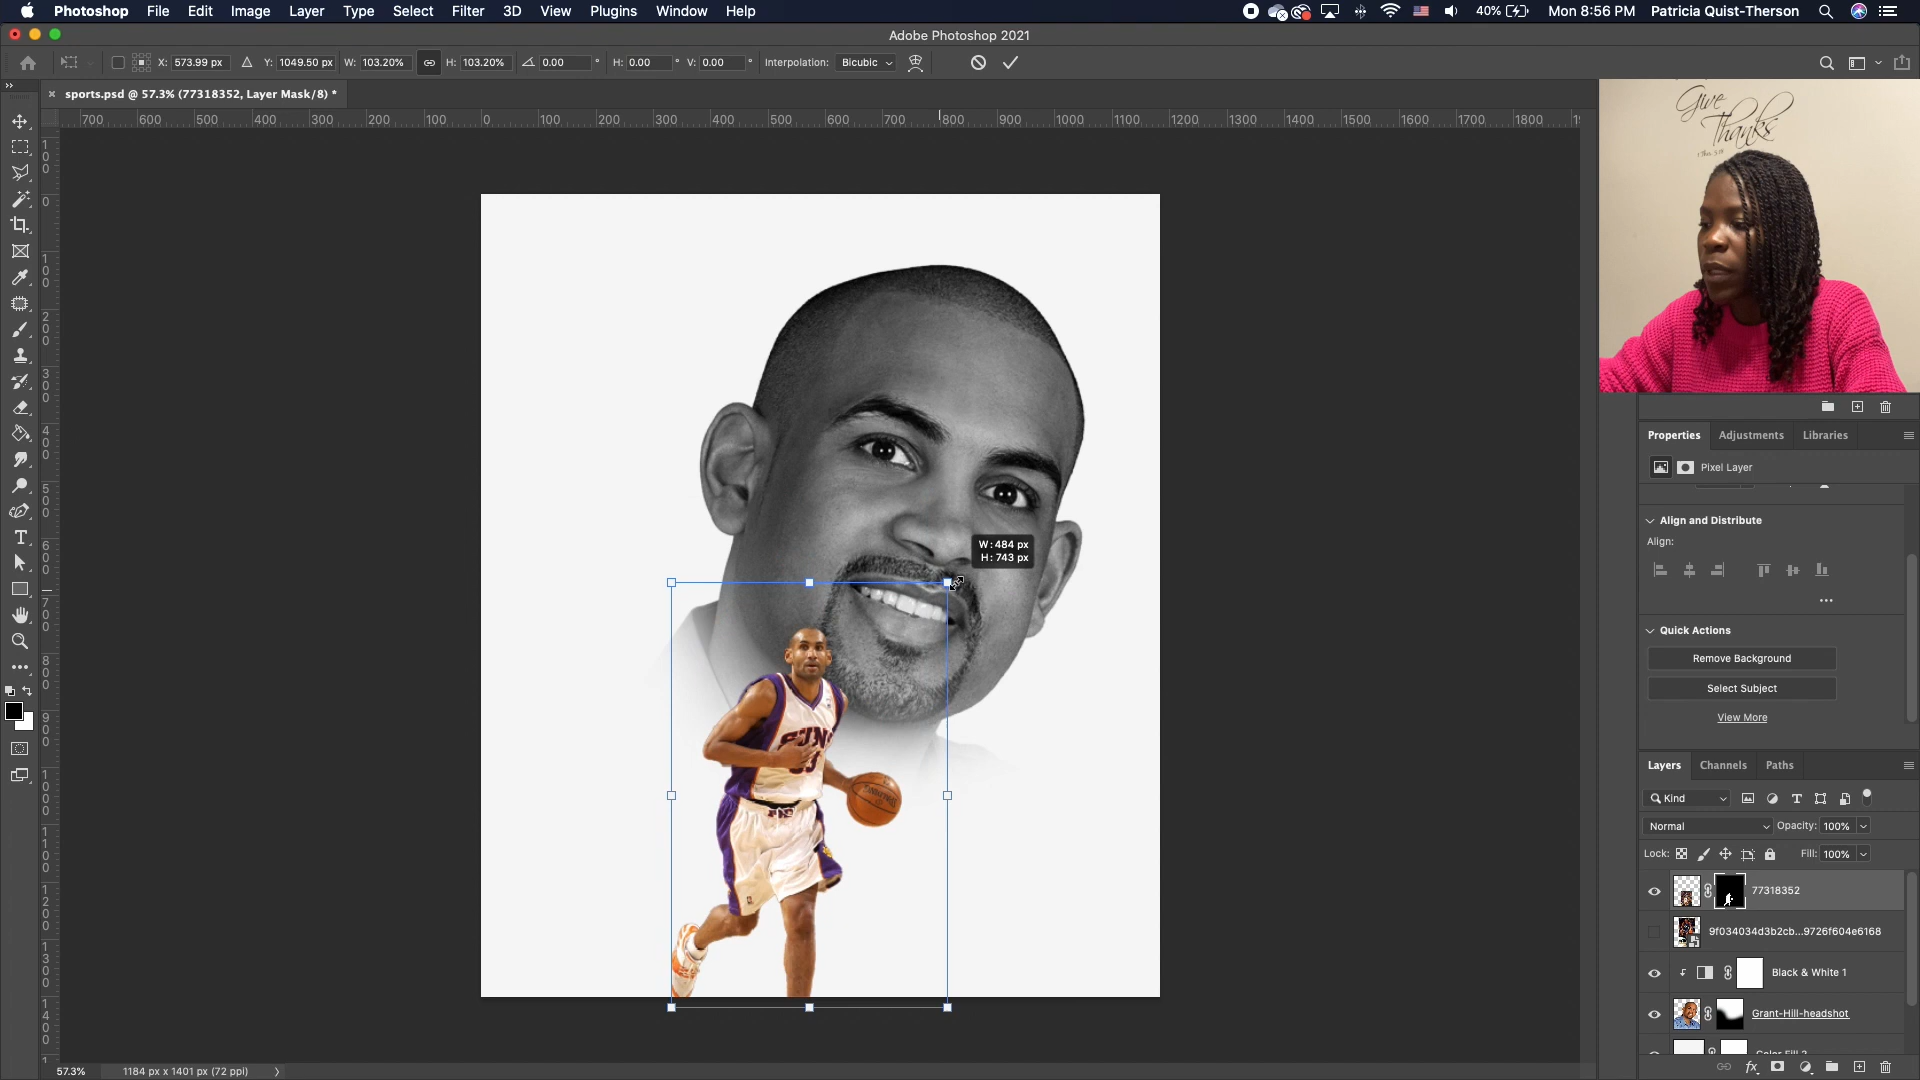 Photoshop File Edit Image Layer Type Select Filter 3D View Plugins Window Help 40% Mon 8:56 PM Patricia Quist-Therson
Adobe Photoshop 2021
X: 573.99 px Y: 1049.50 px W: 103.20% H: 103.20% 0.00 ° H: 0.00 ° V: 0.00 ° Interpolation: Bicubic
sports.psd @ 57.3% (77318352, Layer Mask/8) *
700 600 500 400 300 200 100 0 100 200 300 400 500 600 700 800 900 1000 1100 1200 1300 1400 1500 1600 1700 1800
Give
Thanks
W: 484 px
H: 743 px
SUNS
33
SPALDING
Properties Adjustments Libraries
Pixel Layer
Align and Distribute
Align:
Quick Actions
Remove Background
Select Subject
View More
Layers Channels Paths
Kind
Normal Opacity: 100%
Lock: Fill: 100%
77318352
9f034034d3b2cb...9726f604e6168
Black & White 1
Grant-Hill-headshot
Color Fill 2
57.3% 1184 px x 1401 px (72 ppi)